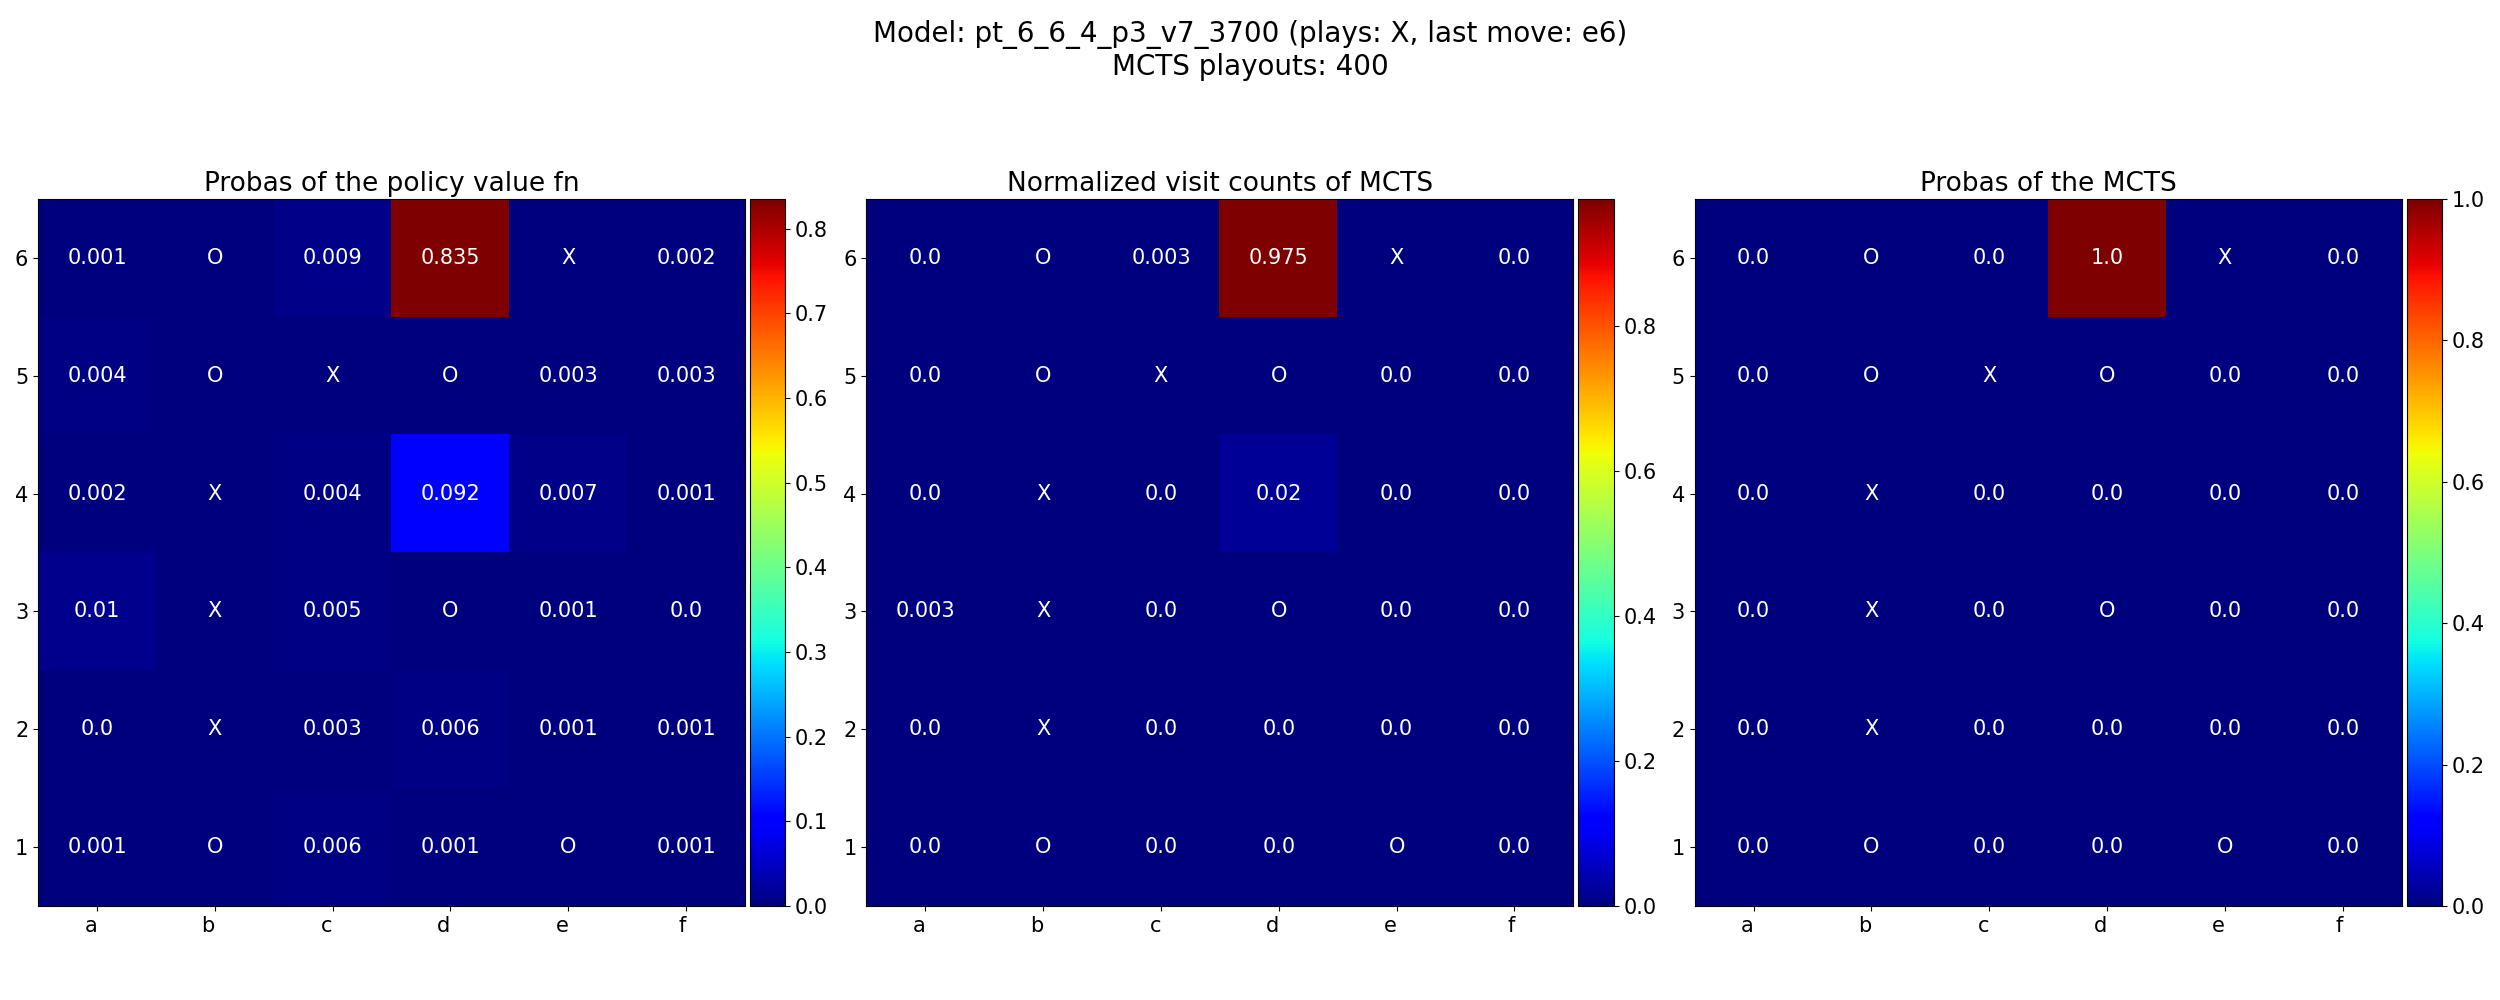 Model: pt_6_6_4_p3_v7_3700 (plays: X, last move: e6)
MCTS playouts: 400
Probas of the policy value fn
6 0.001 O 0.009 0.835 X 0.002
5 0.004 O X O 0.003 0.003
4 0.002 X 0.004 0.092 0.007 0.001
3 0.01 X 0.005 O 0.001 0.0
2 0.0 X 0.003 0.006 0.001 0.001
1 0.001 O 0.006 0.001 O 0.001
a b c d e f
0.8
0.7
0.6
0.5
0.4
0.3
0.2
0.1
0.0
Normalized visit counts of MCTS
6 0.0 O 0.003 0.975 X 0.0
5 0.0 O X O 0.0 0.0
4 0.0 X 0.0 0.02 0.0 0.0
3 0.003 X 0.0 O 0.0 0.0
2 0.0 X 0.0 0.0 0.0 0.0
1 0.0 O 0.0 0.0 O 0.0
a b c d e f
0.8
0.6
0.4
0.2
0.0
Probas of the MCTS
6 0.0 O 0.0 1.0 X 0.0
5 0.0 O X O 0.0 0.0
4 0.0 X 0.0 0.0 0.0 0.0
3 0.0 X 0.0 O 0.0 0.0
2 0.0 X 0.0 0.0 0.0 0.0
1 0.0 O 0.0 0.0 O 0.0
a b c d e f
1.0
0.8
0.6
0.4
0.2
0.0